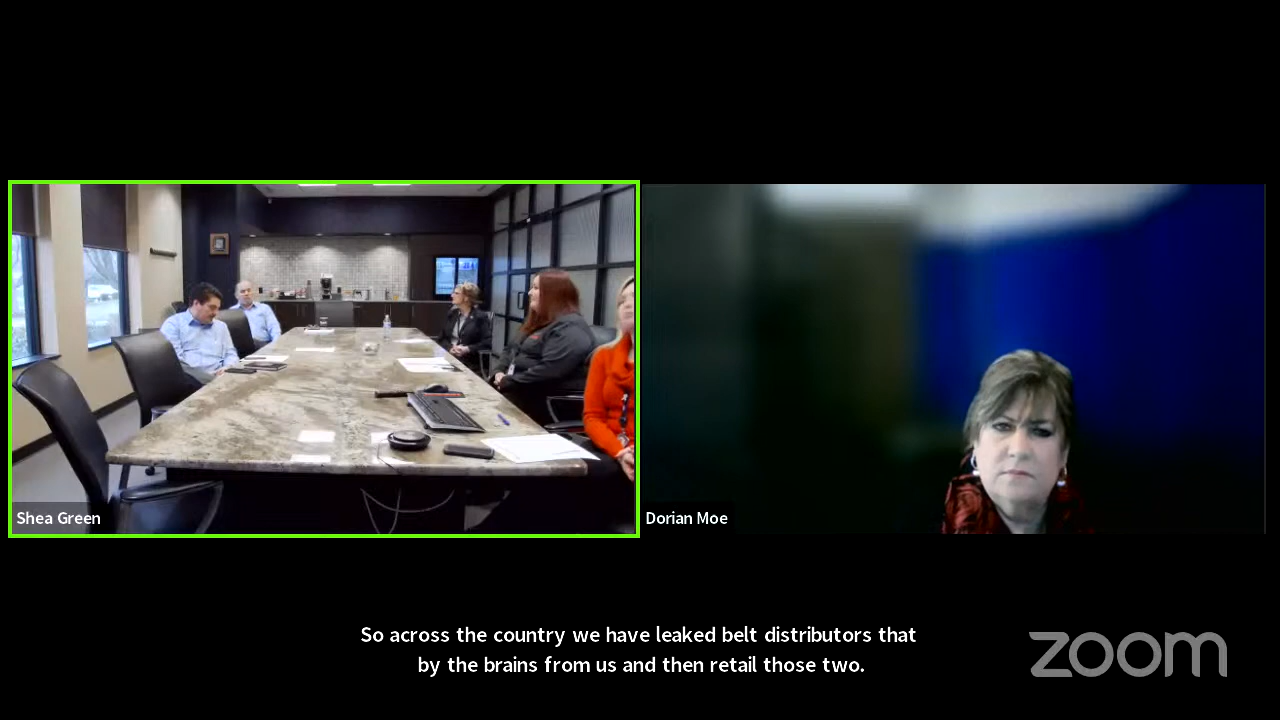 Shea Green
Dorian Moe
So across the country we have leaked belt distributors that
by the brains from us and then retail those two.
zoom